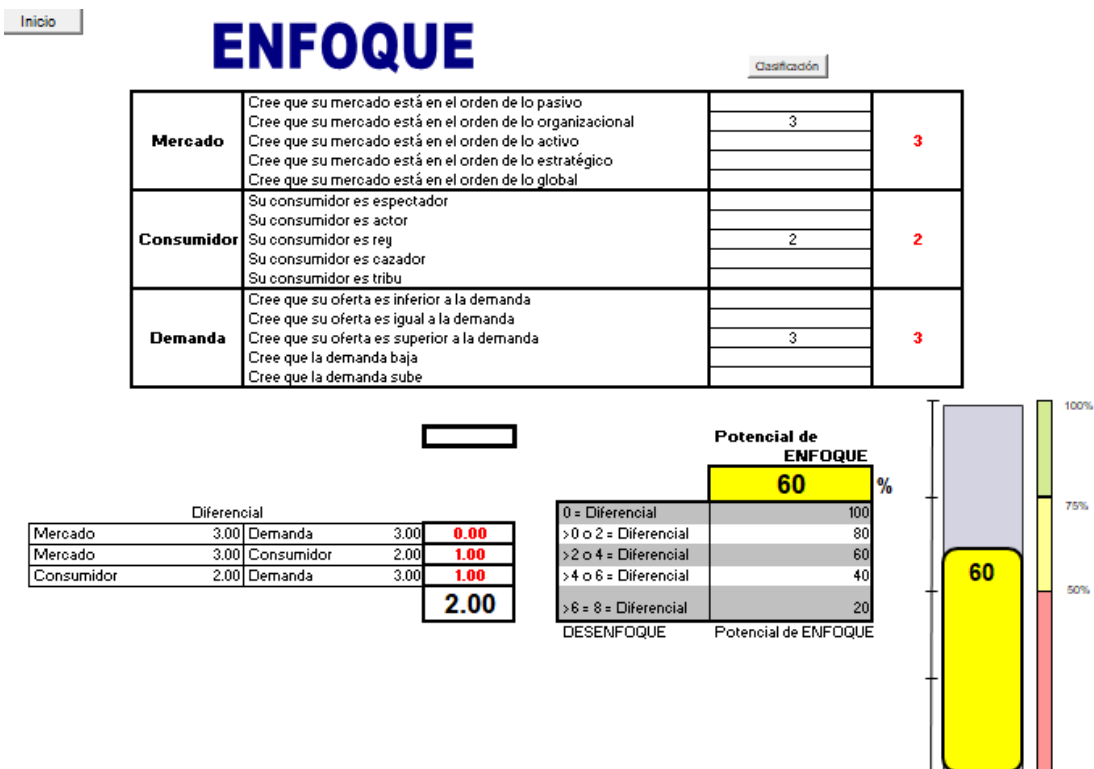 Inicio
ENFOQUE
Clasificación
Mercado
Cree que su mercado está en el orden de lo pasivo
Cree que su mercado está en el orden de lo organizacional 3
Cree que su mercado está en el orden de lo activo
Cree que su mercado está en el orden de lo estratégico
Cree que su mercado está en el orden de lo global
3
Consumidor
Su consumidor es espectador
Su consumidor es actor
Su consumidor es rey 2
Su consumidor es cazador
Su consumidor es tribu
2
Demanda
Cree que su oferta es inferior a la demanda
Cree que su oferta es igual a la demanda
Cree que su oferta es superior a la demanda 3
Cree que la demanda baja
Cree que la demanda sube
3
Diferencial
Mercado 3.00 Demanda 3.00 0.00
Mercado 3.00 Consumidor 2.00 1.00
Consumidor 2.00 Demanda 3.00 1.00
2.00
Potencial de
ENFOQUE
60 %
0 = Diferencial 100
>0 o 2 = Diferencial 80
>2 o 4 = Diferencial 60
>4 o 6 = Diferencial 40
>6 = 8 = Diferencial 20
DESENFOQUE Potencial de ENFOQUE
100%
75%
60
50%